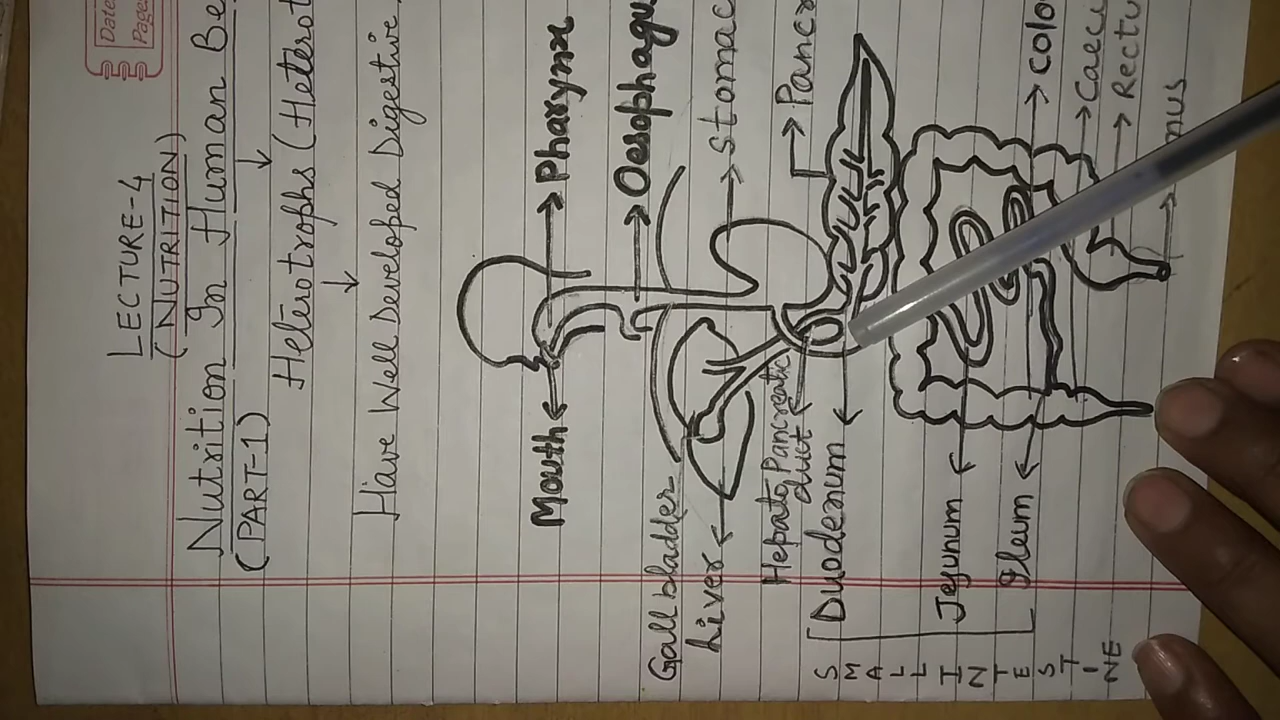 Date
Page
LECTURE-4
(NUTRITION)
Nutrition In Human Be
(PART-1)
Heterotrophs (Heterot
Have Well Developed Digestive
Mouth
Pharynx
Oesophagu
Gall bladder
Liver
stomac
Hepato Pancreatic
duct
Pancr
Duodenum
Jejunum
Ileum
SMALL INTESTINE
Colo
Caecu
Rectu
nus